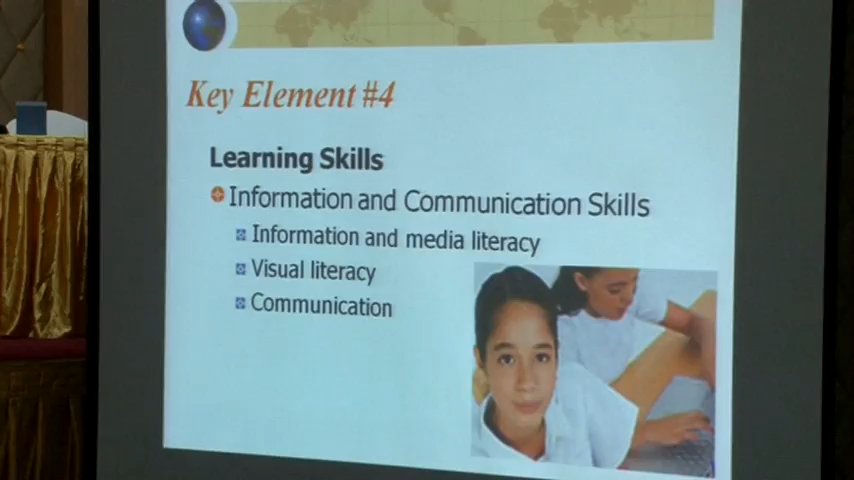 Key Element #4
Learning Skills
Information and Communication Skills
Information and media literacy
Visual literacy
Communication